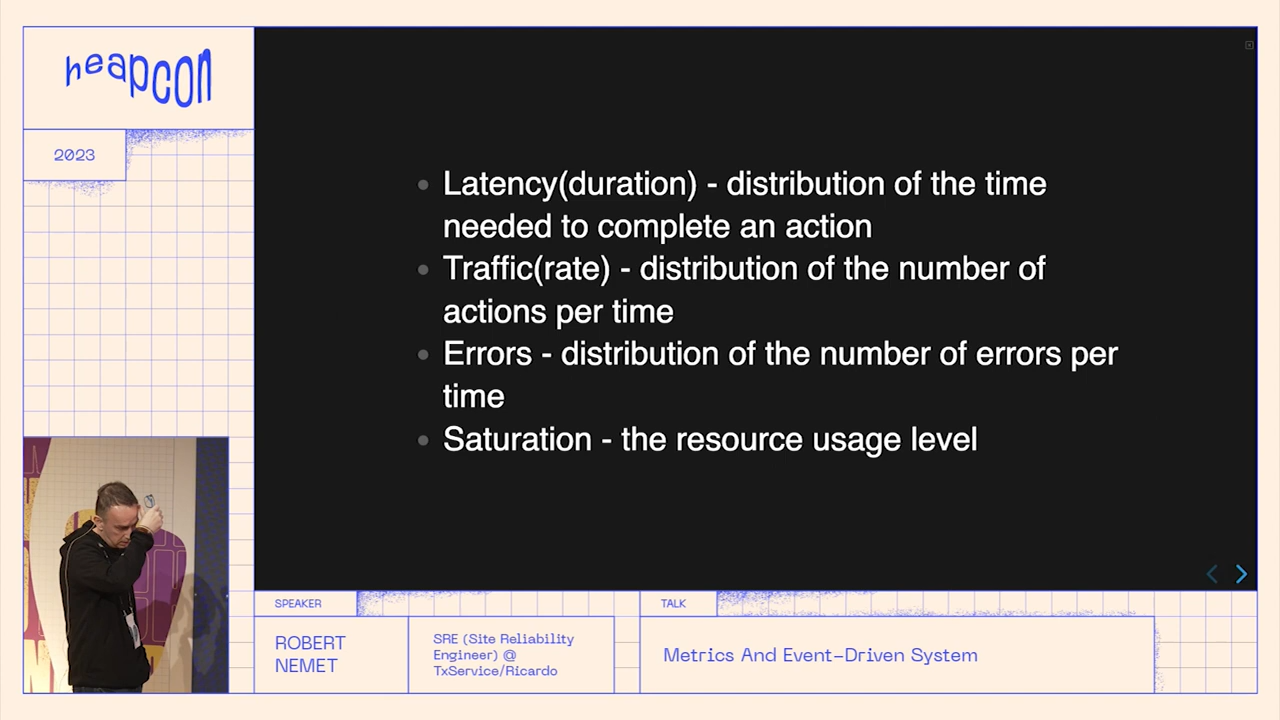 heapcon
2023
Latency(duration) - distribution of the time
needed to complete an action
Traffic(rate) - distribution of the number of
actions per time
Errors - distribution of the number of errors per
time
Saturation - the resource usage level
SPEAKER
ROBERT
NEMET
SRE (Site Reliability
Engineer) @
TxService/Ricardo
TALK
Metrics And Event-Driven System